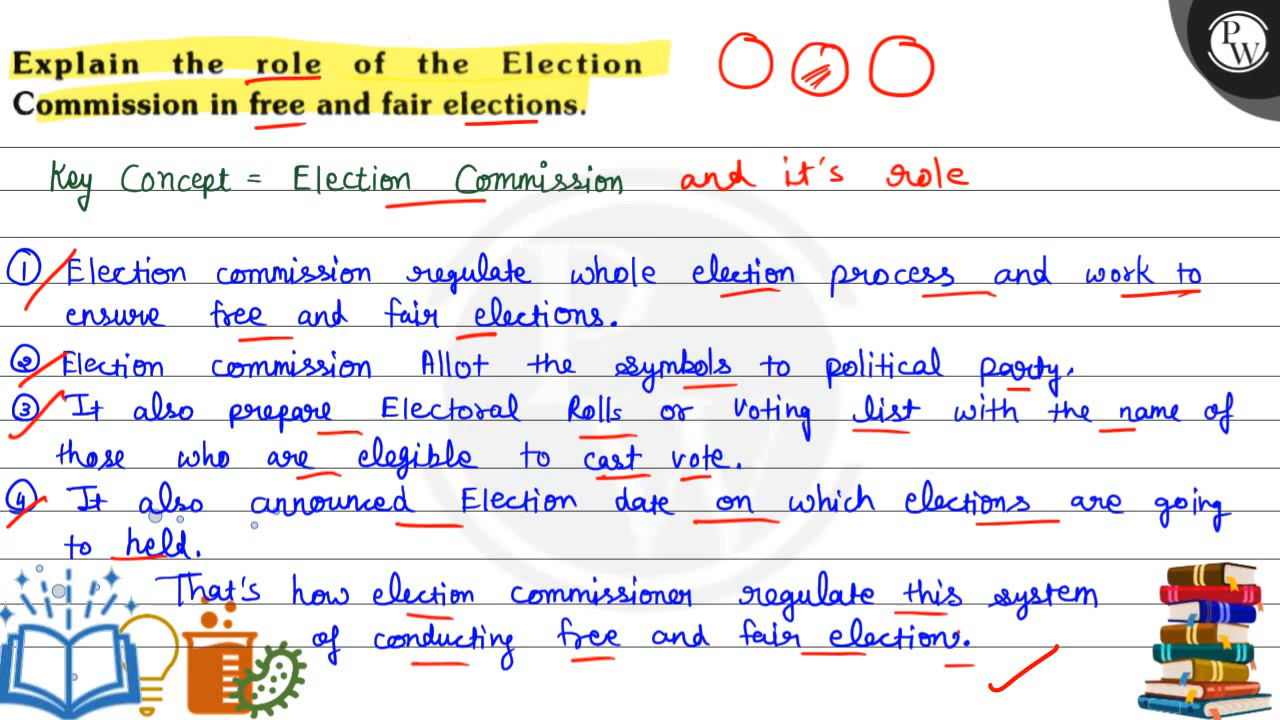 Explain the role of the Election
Commission in free and fair elections.
PW
Key Concept = Election Commission and it's role
① Election commission regulate whole election process and work to
ensure free and fair elections.
② Election commission Allot the symbols to political party.
③ It also prepare Electoral Rolls or voting list with the name of
those who are elegible to cast vote.
④ It also announced Election date on which elections are going
to held.
That's how election commissioner regulate this system
of conducting free and fair election.